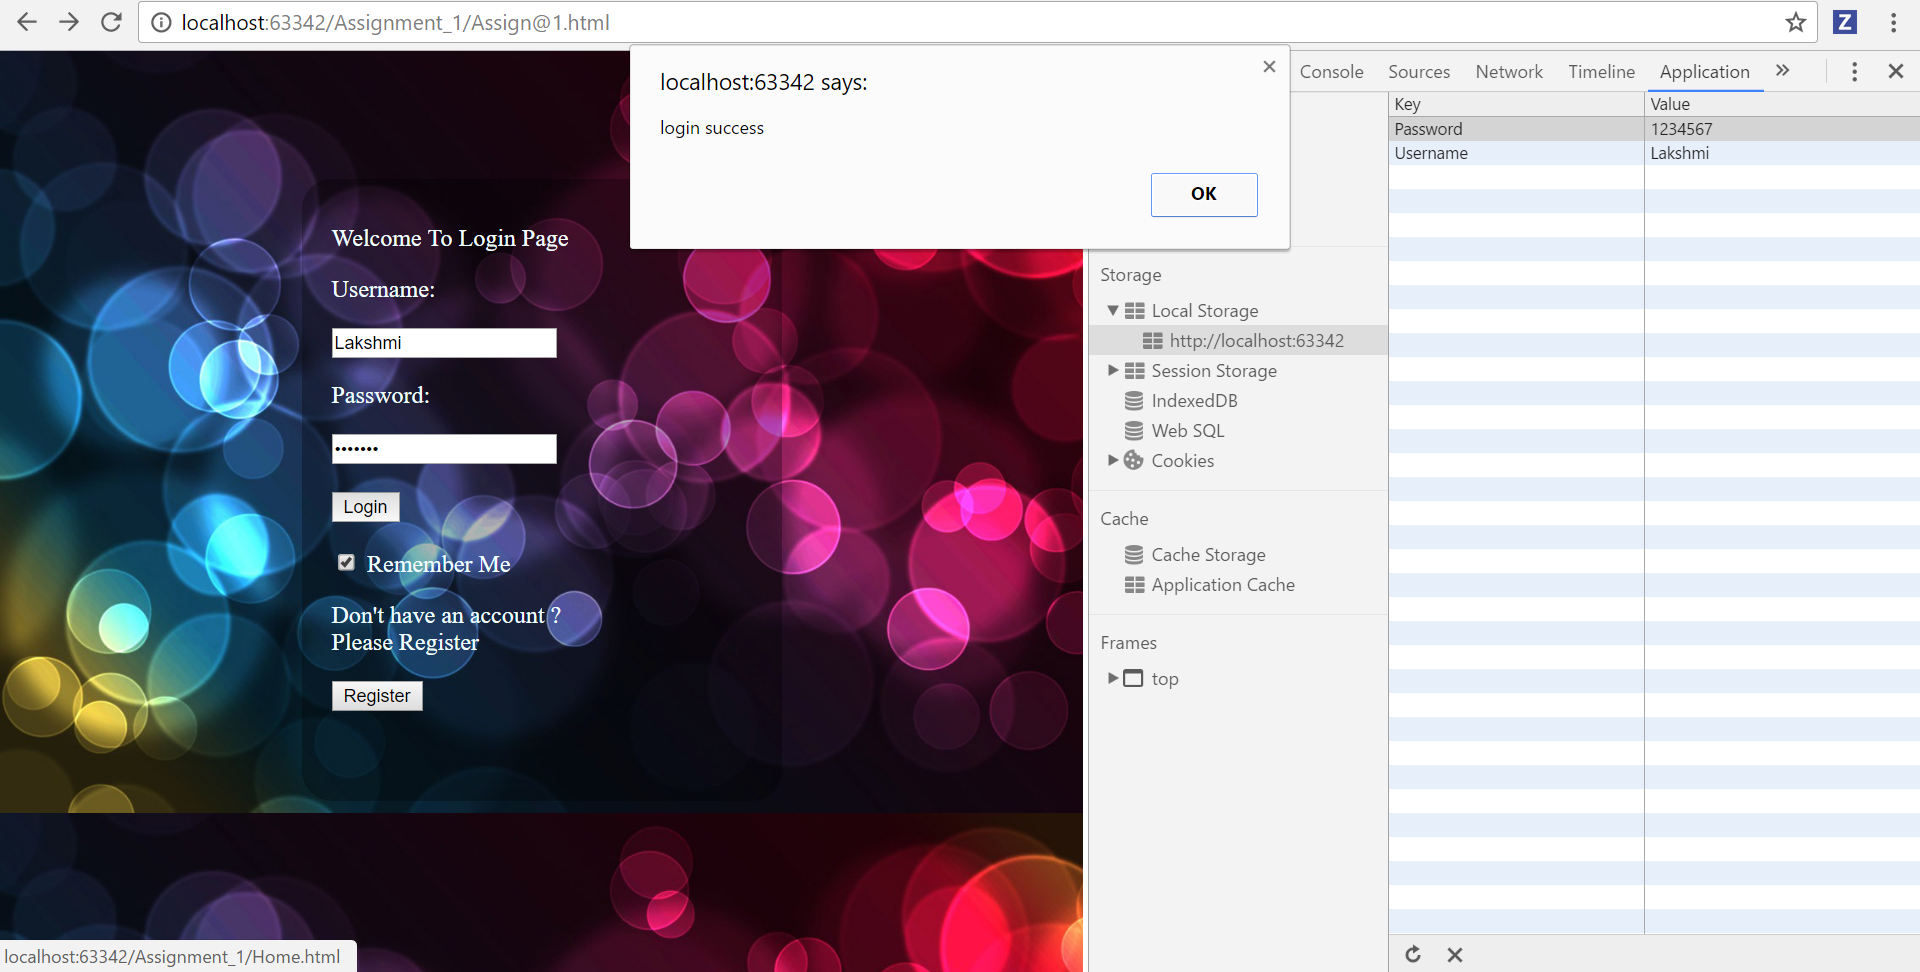 localhost:63342/Assignment_1/Assign@1.html
Z
localhost:63342 says:
login success
OK
Welcome To Login Page
Username:
Lakshmi
Password:
•••••••
Login
Remember Me
Don't have an account ?
Please Register
Register
localhost:63342/Assignment_1/Home.html
Console Sources Network Timeline Application
Storage
Local Storage
http://localhost:63342
Session Storage
IndexedDB
Web SQL
Cookies
Cache
Cache Storage
Application Cache
Frames
top
Key Value
Password 1234567
Username Lakshmi